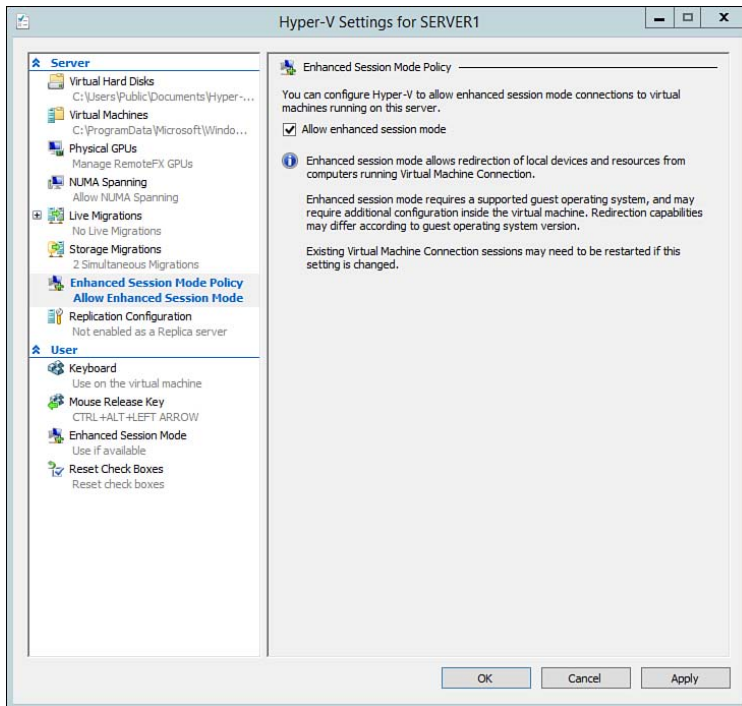 Hyper-V Settings for SERVER1
Server
Virtual Hard Disks
C:\Users\Public\Documents\Hyper-...
Virtual Machines
C:\ProgramData\Microsoft\Windo...
Physical GPUs
Manage RemoteFX GPUs
NUMA Spanning
Allow NUMA Spanning
Live Migrations
No Live Migrations
Storage Migrations
2 Simultaneous Migrations
Enhanced Session Mode Policy
Allow Enhanced Session Mode
Replication Configuration
Not enabled as a Replica server
User
Keyboard
Use on the virtual machine
Mouse Release Key
CTRL+ALT+LEFT ARROW
Enhanced Session Mode
Use if available
Reset Check Boxes
Reset check boxes
Enhanced Session Mode Policy
You can configure Hyper-V to allow enhanced session mode connections to virtual
machines running on this server.
Allow enhanced session mode
Enhanced session mode allows redirection of local devices and resources from
computers running Virtual Machine Connection.
Enhanced session mode requires a supported guest operating system, and may
require additional configuration inside the virtual machine. Redirection capabilities
may differ according to guest operating system version.
Existing Virtual Machine Connection sessions may need to be restarted if this
setting is changed.
OK
Cancel
Apply